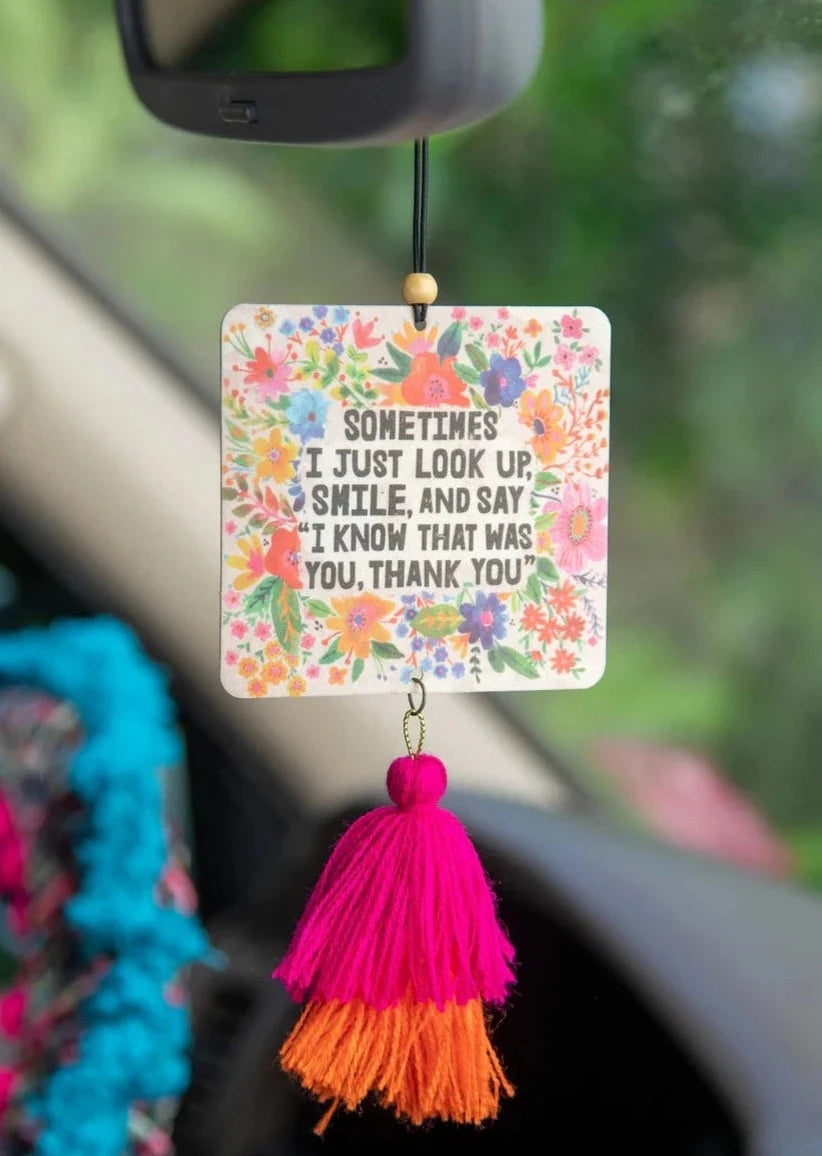 SOMETIMES
I JUST LOOK UP,
SMILE, AND SAY
“I KNOW THAT WAS
YOU, THANK YOU”